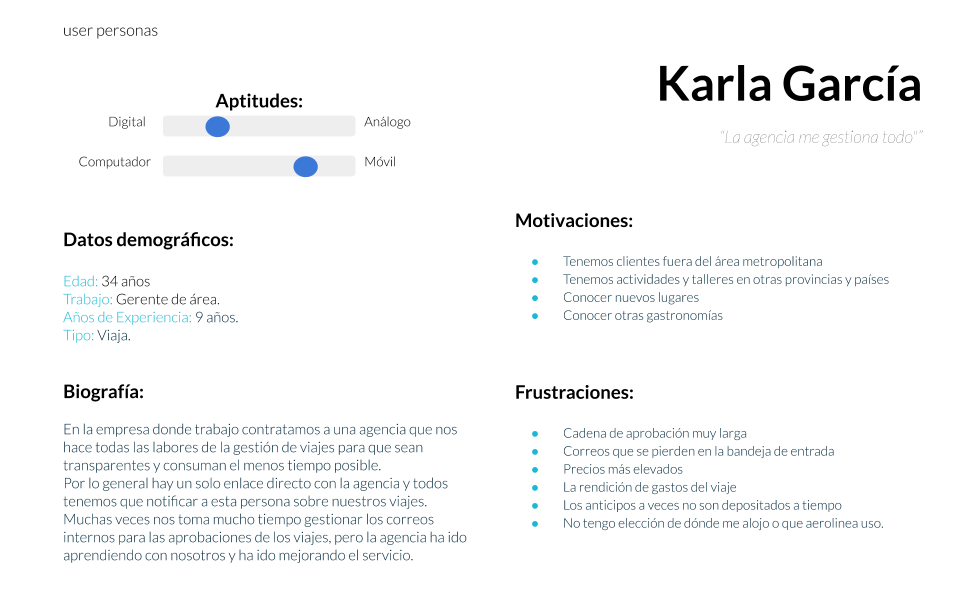 user personas
Karla García
“La agencia me gestiona todo"”
Aptitudes:
Digital
Análogo
Computador
Móvil
Datos demográficos:
Edad: 34 años
Trabajo: Gerente de área.
Años de Experiencia: 9 años.
Tipo: Viaja.
Biografía:
En la empresa donde trabajo contratamos a una agencia que nos
hace todas las labores de la gestión de viajes para que sean
transparentes y consuman el menos tiempo posible.
Por lo general hay un solo enlace directo con la agencia y todos
tenemos que notificar a esta persona sobre nuestros viajes.
Muchas veces nos toma mucho tiempo gestionar los correos
internos para las aprobaciones de los viajes, pero la agencia ha ido
aprendiendo con nosotros y ha ido mejorando el servicio.
Motivaciones:
● Tenemos clientes fuera del área metropolitana
● Tenemos actividades y talleres en otras provincias y países
● Conocer nuevos lugares
● Conocer otras gastronomías
Frustraciones:
● Cadena de aprobación muy larga
● Correos que se pierden en la bandeja de entrada
● Precios más elevados
● La rendición de gastos del viaje
● Los anticipos a veces no son depositados a tiempo
● No tengo elección de dónde me alojo o que aerolinea uso.